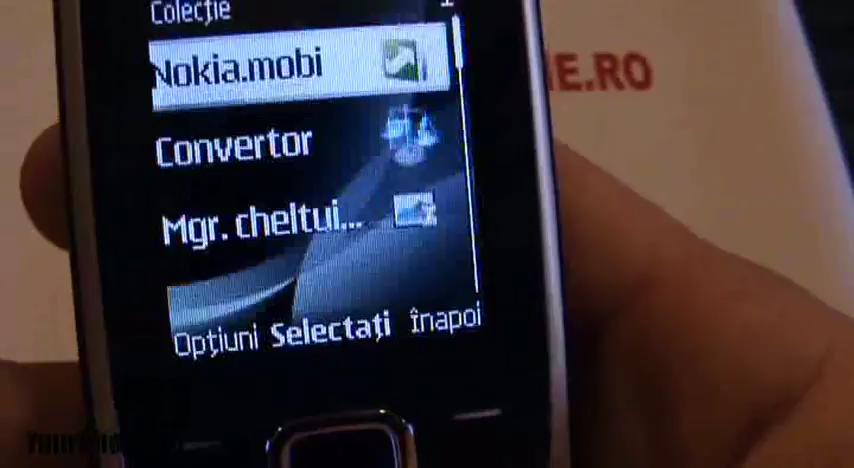 Colecție
Nokia.mobi
Convertor
Mgr. cheltui...
Opțiuni Selectați Înapoi
E.RO